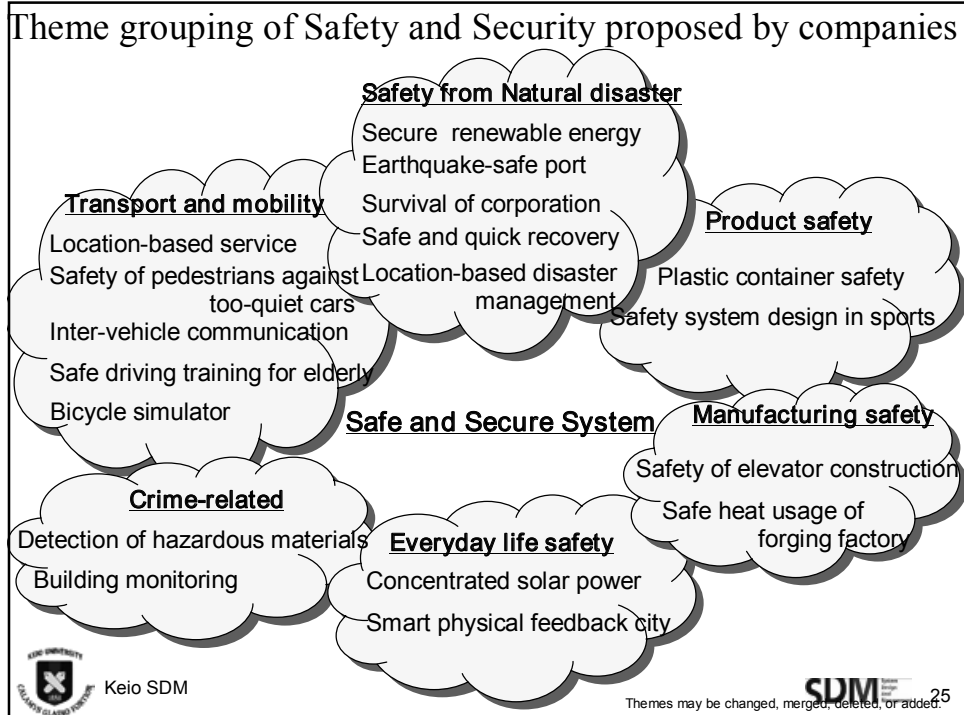 Theme grouping of Safety and Security proposed by companies
Safety from Natural disaster
Secure renewable energy
Earthquake-safe port
Survival of corporation
Safe and quick recovery
Location-based disaster
management
Transport and mobility
Location-based service
Safety of pedestrians against
too-quiet cars
Inter-vehicle communication
Safe driving training for elderly
Bicycle simulator
Product safety
Plastic container safety
Safety system design in sports
Safe and Secure System
Manufacturing safety
Safety of elevator construction
Safe heat usage of
forging factory
Crime-related
Detection of hazardous materials
Building monitoring
Everyday life safety
Concentrated solar power
Smart physical feedback city
KEIO UNIVERSITY
Keio SDM
SDM
Themes may be changed, merged, deleted, or added.
25